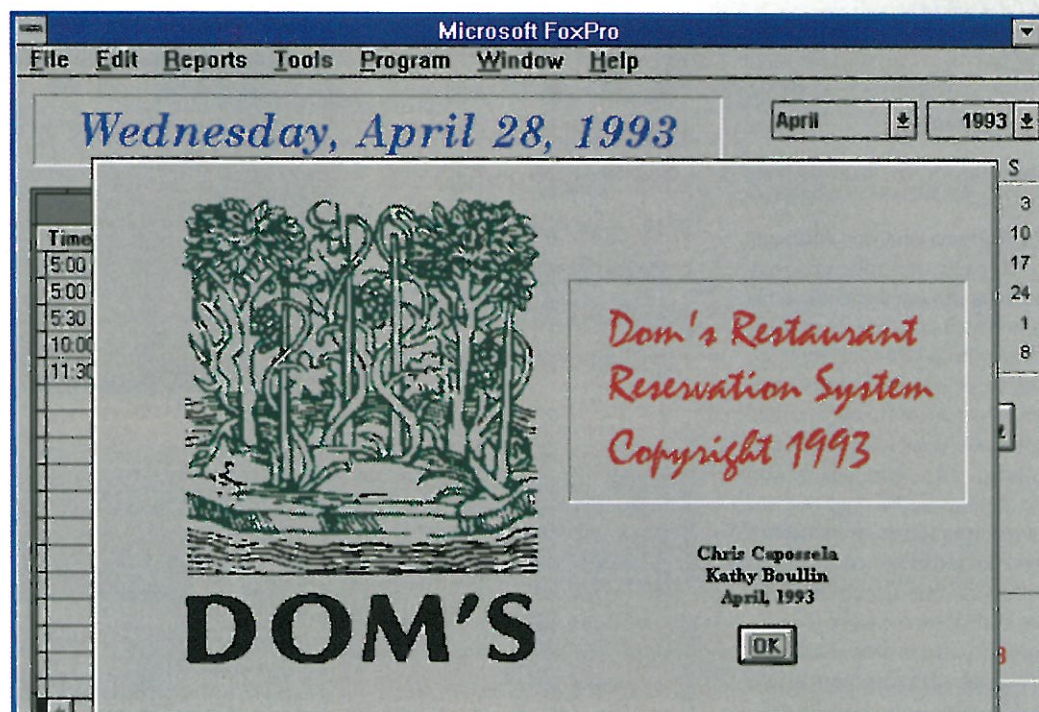 Microsoft FoxPro
File Edit Reports Tools Program Window Help
Wednesday, April 28, 1993
April 1993
S
3
10
17
24
1
8
Time
5:00
5:00
5:30
10:00
11:30
Dom's Restaurant
Reservation System
Copyright 1993
Chris Capossela
Kathy Boullin
April, 1993
OK
DOM'S